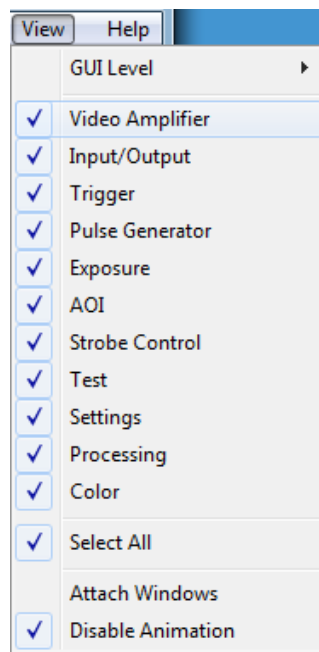 View Help
GUI Level
Video Amplifier
Input/Output
Trigger
Pulse Generator
Exposure
AOI
Strobe Control
Test
Settings
Processing
Color
Select All
Attach Windows
Disable Animation